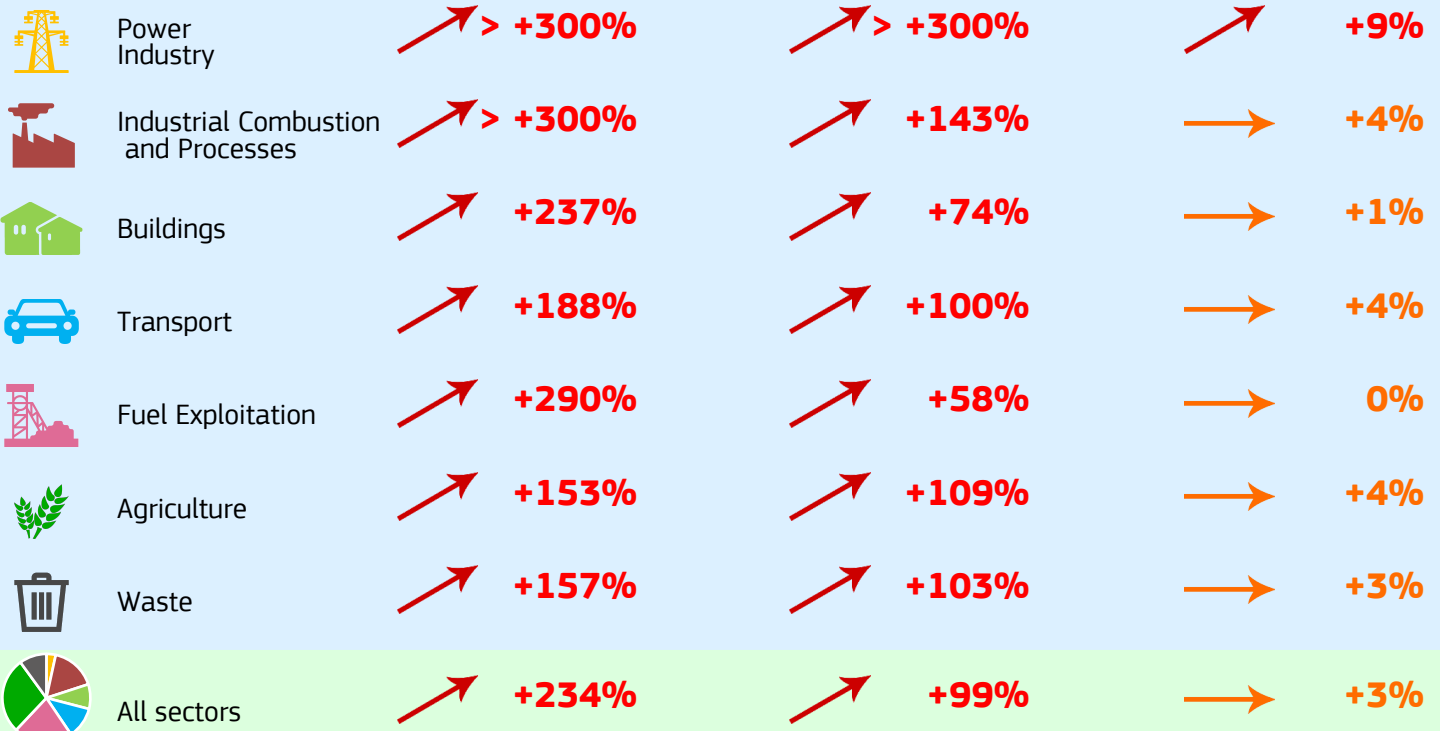 Power
Industry
> +300%
> +300%
+9%
Industrial Combustion
and Processes
> +300%
+143%
+4%
Buildings
+237%
+74%
+1%
Transport
+188%
+100%
+4%
Fuel Exploitation
+290%
+58%
0%
Agriculture
+153%
+109%
+4%
Waste
+157%
+103%
+3%
All sectors
+234%
+99%
+3%